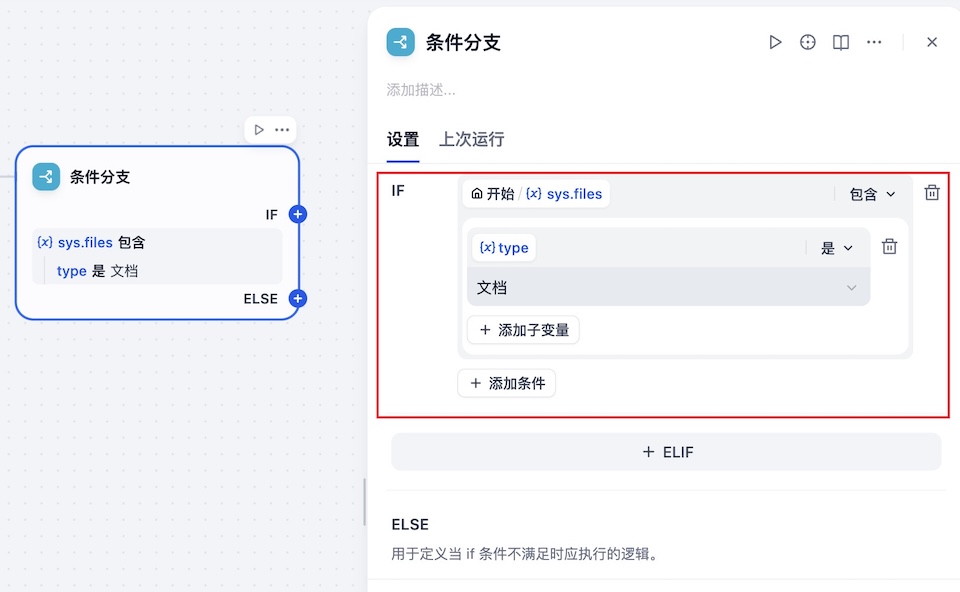 条件分支
IF
{x} sys.files 包含
type 是 文档
ELSE
条件分支
添加描述...
设置 上次运行
IF 开始 / {x} sys.files 包含
{x} type 是
文档
+ 添加子变量
+ 添加条件
+ ELIF
ELSE
用于定义当 if 条件不满足时应执行的逻辑。